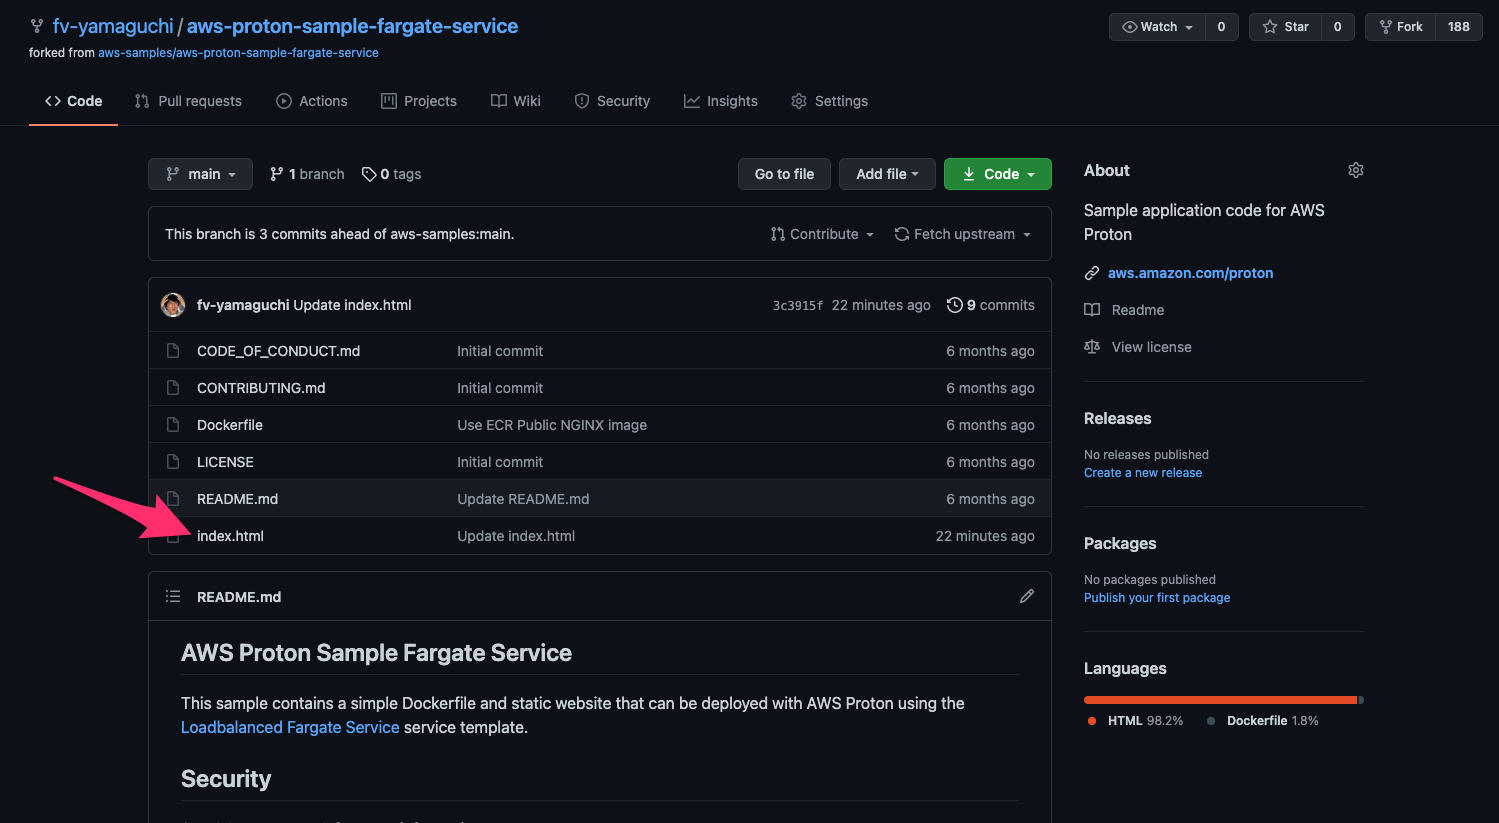 fv-yamaguchi / aws-proton-sample-fargate-service
Watch 0
Star 0
Fork 188
forked from aws-samples/aws-proton-sample-fargate-service
Code
Pull requests
Actions
Projects
Wiki
Security
Insights
Settings
main
1 branch
0 tags
Go to file
Add file
Code
This branch is 3 commits ahead of aws-samples:main.
Contribute
Fetch upstream
fv-yamaguchi Update index.html 3c3915f 22 minutes ago 9 commits
CODE_OF_CONDUCT.md Initial commit 6 months ago
CONTRIBUTING.md Initial commit 6 months ago
Dockerfile Use ECR Public NGINX image 6 months ago
LICENSE Initial commit 6 months ago
README.md Update README.md 6 months ago
index.html Update index.html 22 minutes ago
README.md
AWS Proton Sample Fargate Service
This sample contains a simple Dockerfile and static website that can be deployed with AWS Proton using the
Loadbalanced Fargate Service service template.
Security
About
Sample application code for AWS
Proton
aws.amazon.com/proton
Readme
View license
Releases
No releases published
Create a new release
Packages
No packages published
Publish your first package
Languages
HTML 98.2% Dockerfile 1.8%